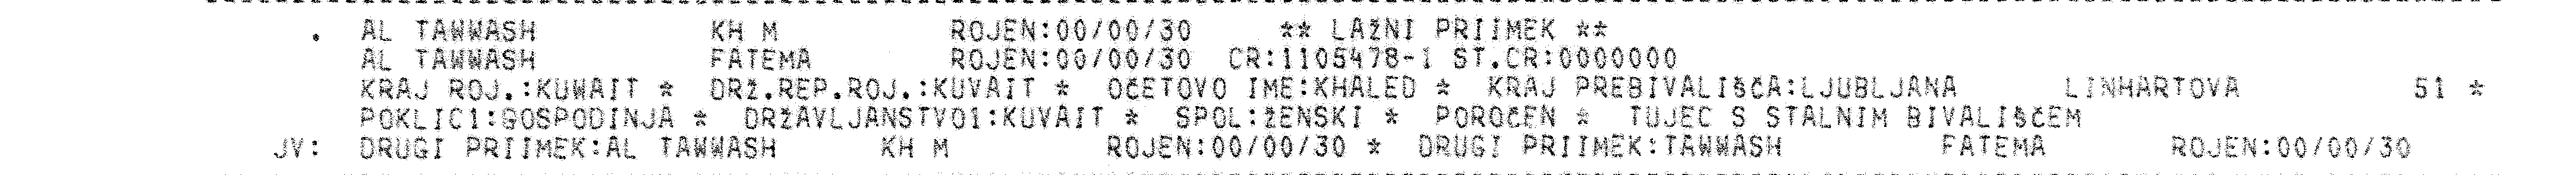 . AL TAWWASH KH M ROJEN:00/00/30 ** LAŽNI PRIIMEK **
AL TAWWASH FATEMA ROJEN:00/00/30 CR:1105478-1 ST.CR:0000000
KRAJ ROJ.:KUWAIT * DRŽ.REP.ROJ.:KUVAIT * OČETOVO IME:KHALED * KRAJ PREBIVALIŠČA:LJUBLJANA LINHARTOVA 51 *
POKLIC1:GOSPODINJA * DRŽAVLJANSTVO1:KUVAIT * SPOL:ŽENSKI * POROČEN * TUJEC S STALNIM BIVALIŠČEM
JV: DRUGI PRIIMEK:AL TAWWASH KH M ROJEN:00/00/30 * DRUGI PRIIMEK:TAWWASH FATEMA ROJEN:00/00/30